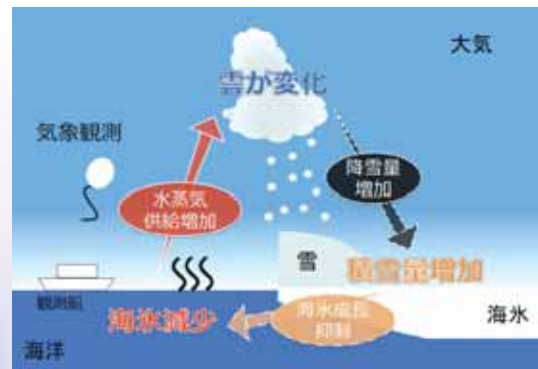 大気
雲が変化
気象観測
降雪量
増加
水蒸気
供給増加
雪
積雪量増加
観測船
海氷減少
海氷成長
抑制
海氷
海洋